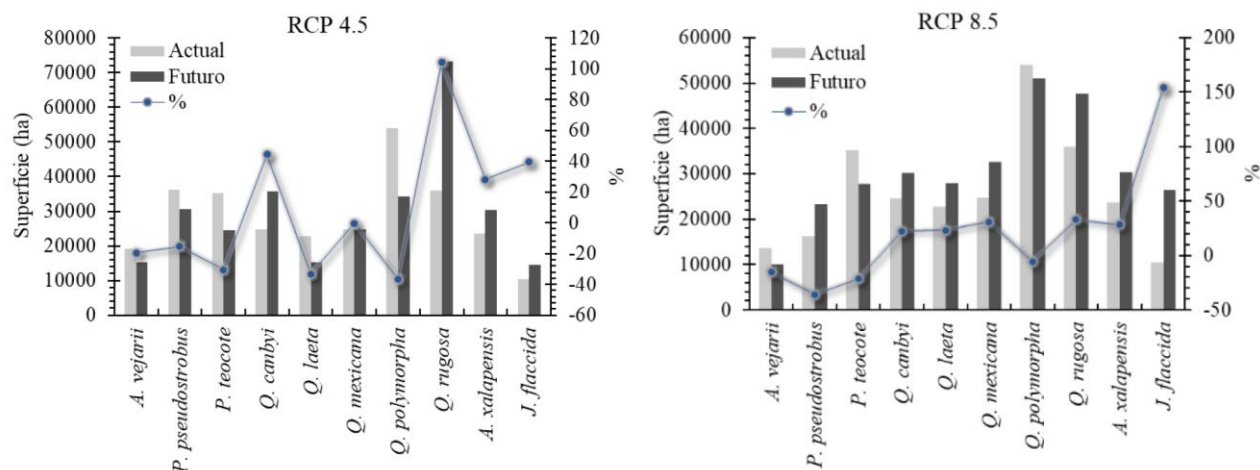 RCP 4.5
Superficie (ha)
80000
70000
60000
50000
40000
30000
20000
10000
0
Actual
Futuro
%
120
100
80
60
40
20
0
-20
-40
-60
%
A. vejarii
P. pseudostrobus
P. teocote
Q. canbyi
Q. laeta
Q. mexicana
Q. polymorpha
Q. rugosa
A. xalapensis
J. flaccida
RCP 8.5
Superficie (ha)
60000
50000
40000
30000
20000
10000
0
Actual
Futuro
%
200
150
100
50
0
-50
%
A. vejarii
P. pseudostrobus
P. teocote
Q. canbyi
Q. laeta
Q. mexicana
Q. polymorpha
Q. rugosa
A. xalapensis
J. flaccida